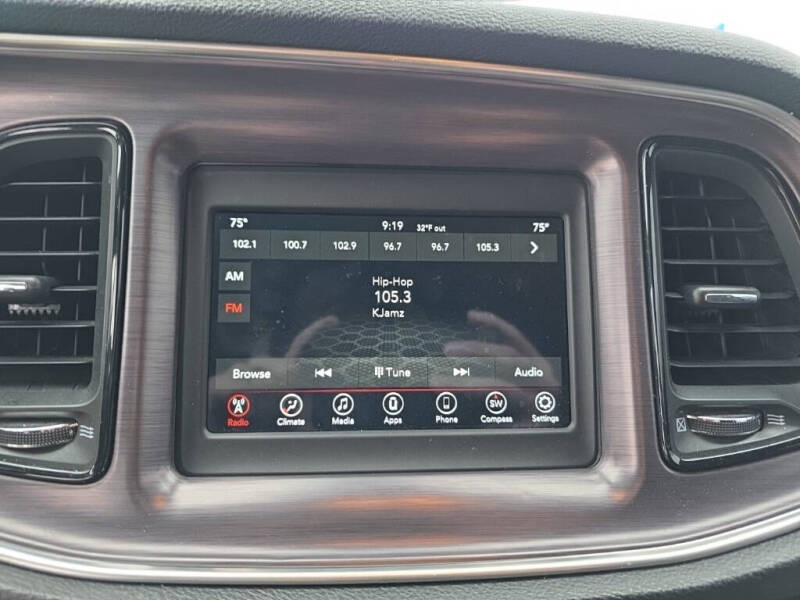 75° 9:19 32°F out 75°
102.1 100.7 102.9 96.7 96.7 105.3
AM
Hip-Hop
105.3
FM
KJamz
Browse Tune Audio
Radio Climate Media Apps Phone SW Compass Settings